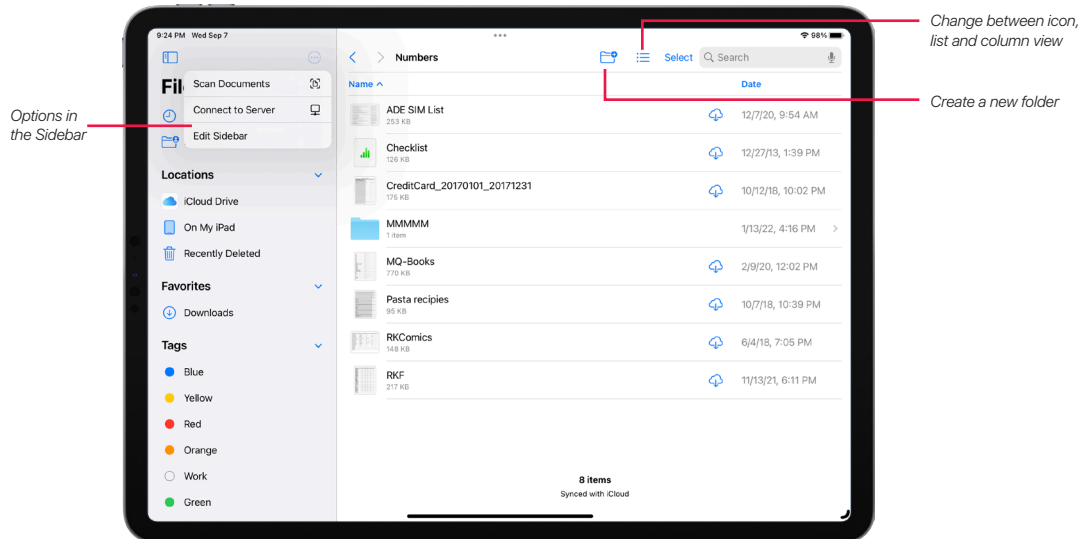 Change between icon,
list and column view
Create a new folder
Options in
the Sidebar
9:24 PM Wed Sep 7
98%
Fil
Scan Documents
Connect to Server
Edit Sidebar
Locations
iCloud Drive
On My iPad
Recently Deleted
Favorites
Downloads
Tags
Blue
Yellow
Red
Orange
Work
Green
Numbers
Select
Search
Name
Date
ADE SIM List
253 KB
12/7/20, 9:54 AM
Checklist
126 KB
12/27/13, 1:39 PM
CreditCard_20170101_20171231
175 KB
10/12/18, 10:02 PM
MMMMM
1 item
1/13/22, 4:16 PM
MQ-Books
770 KB
2/9/20, 12:02 PM
Pasta recipies
95 KB
10/7/18, 10:39 PM
RKComics
148 KB
6/4/18, 7:05 PM
RKF
217 KB
11/13/21, 6:11 PM
8 items
Synced with iCloud